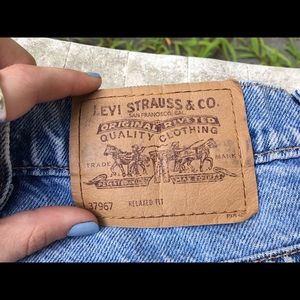 LEVI STRAUSS & CO.
SAN FRANCISCO, CAL.
ORIGINAL RIVETED
QUALITY CLOTHING
TRADE MARK
37967 RELAXED FIT